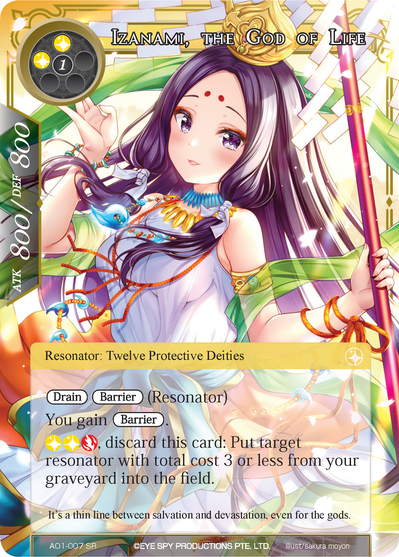 Izanami, the God of Life
1
ATK 800/DEF 800
Resonator: Twelve Protective Deities
Drain Barrier (Resonator)
You gain Barrier.
, discard this card: Put target
resonator with total cost 3 or less from your
graveyard into the field.
It's a thin line between salvation and devastation, even for the gods.
AO1-007 SR ©EYE SPY PRODUCTIONS PTE. LTD. Illust/sakura moyon